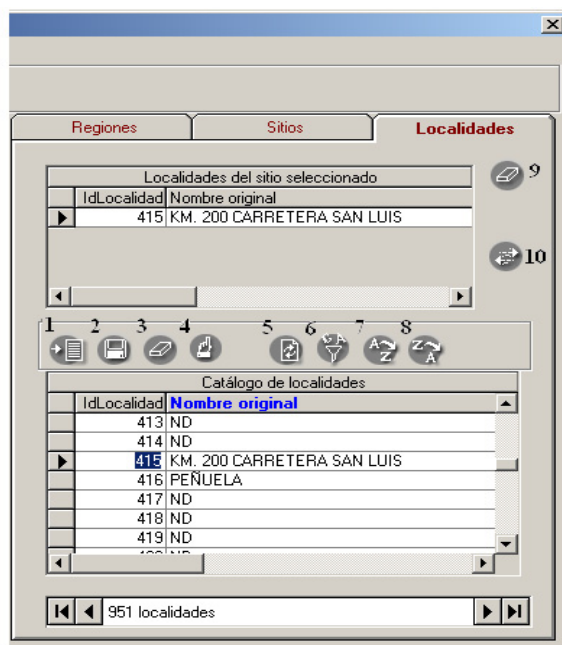 Regiones Sitios Localidades
Localidades del sitio seleccionado
IdLocalidad Nombre original
415 KM. 200 CARRETERA SAN LUIS
9
10
1 2 3 4 5 6 7 8
A Z Z A
Catálogo de localidades
IdLocalidad Nombre original
413 ND
414 ND
415 KM. 200 CARRETERA SAN LUIS
416 PEÑUELA
417 ND
418 ND
419 ND
951 localidades